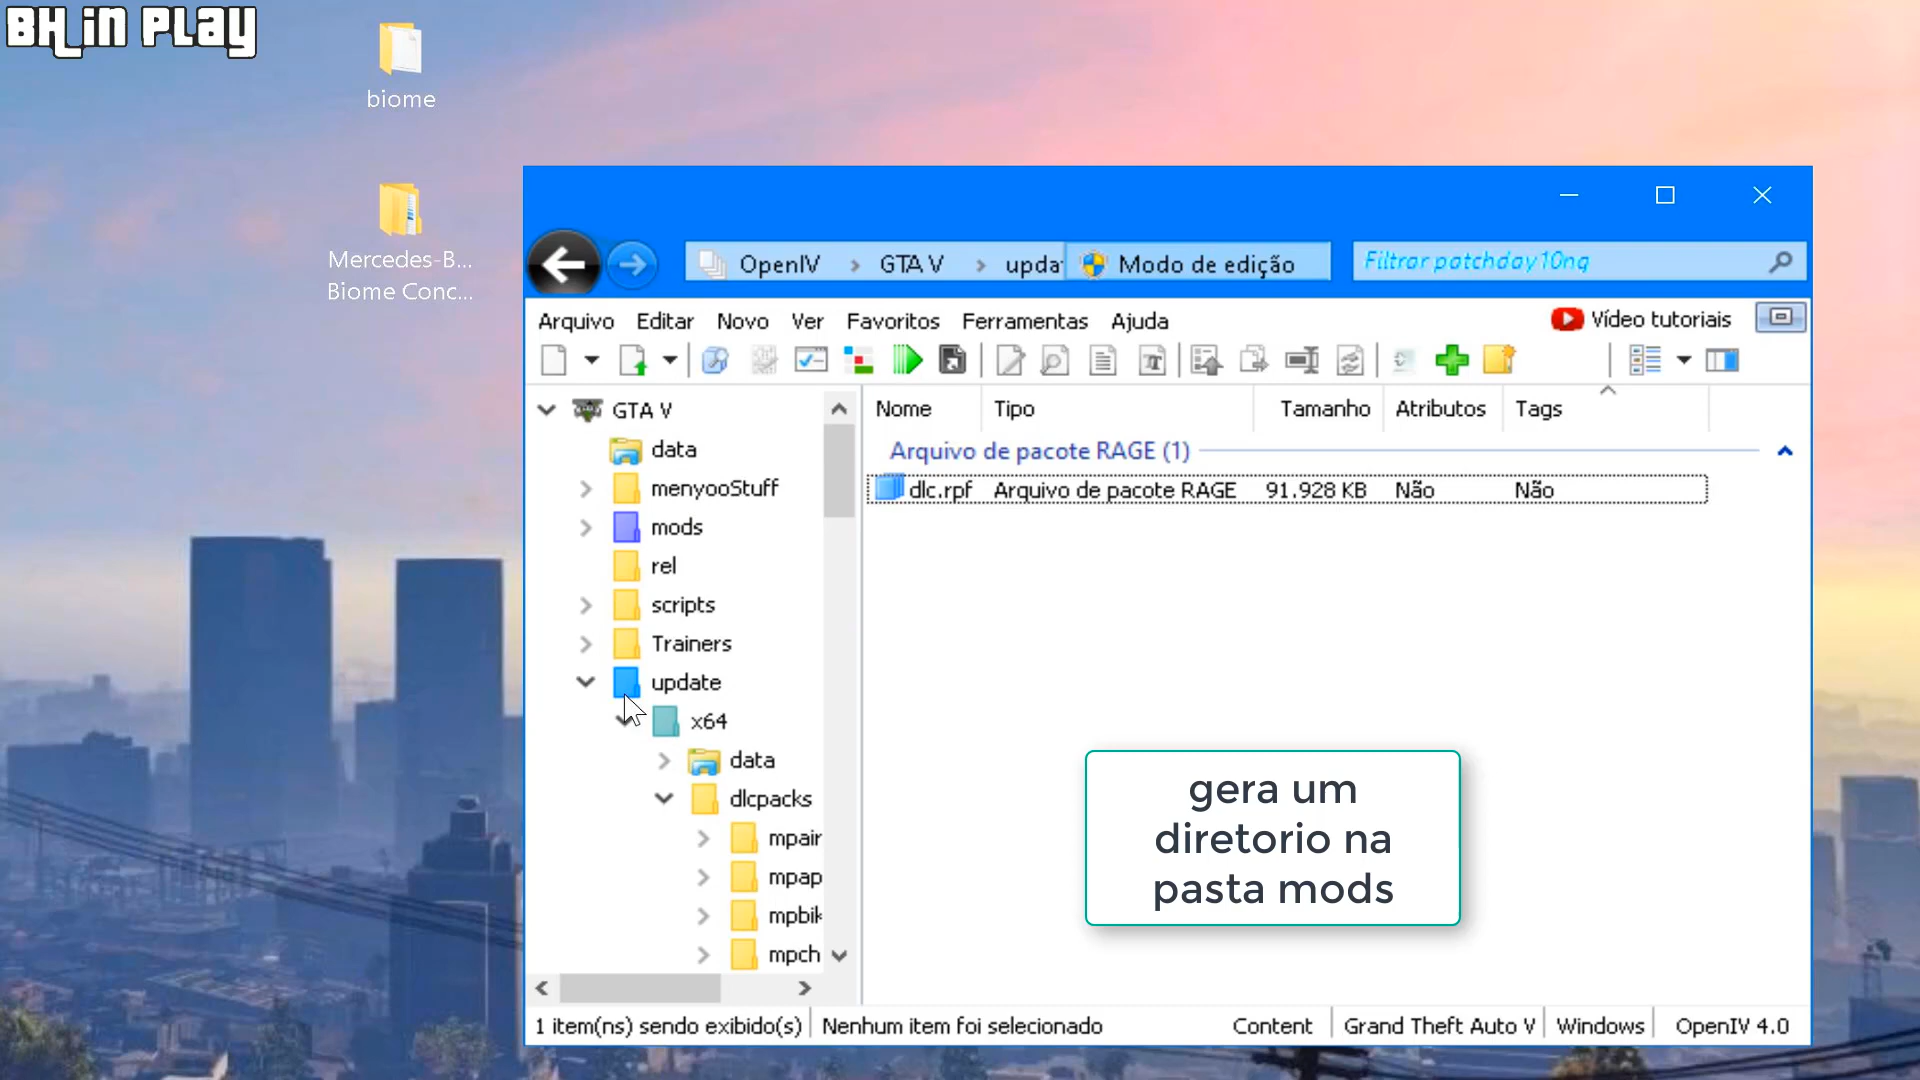 BH_in PLay
biome
Mercedes-B...
Biome Conc...
OpenIV
GTA V
Modo de edição
Filtrar patchday10ng
Arquivo Editar Novo Ver Favoritos Ferramentas Ajuda
Vídeo tutoriais
GTA V
data
menyooStuff
mods
rel
scripts
Trainers
update
x64
data
dlcpacks
mpair
mpap
mpbik
mpch
Nome Tipo Tamanho Atributos Tags
Arquivo de pacote RAGE (1)
dlc.rpf Arquivo de pacote RAGE 91.928 KB Não Não
gera um
diretorio na
pasta mods
1 item(ns) sendo exibido(s) Nenhum item foi selecionado Content Grand Theft Auto V Windows OpenIV 4.0